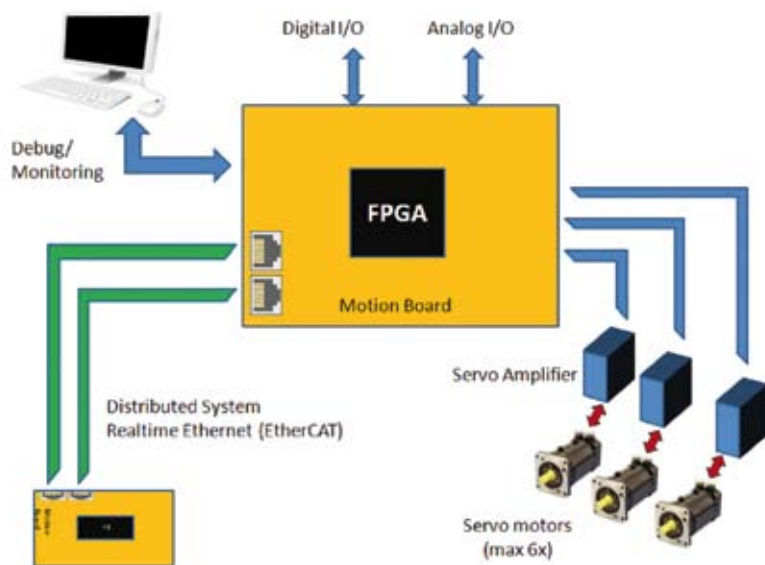 Digital I/O
Analog I/O
Debug/
Monitoring
FPGA
Motion Board
Servo Amplifier
Distributed System
Realtime Ethernet (EtherCAT)
Servo motors
(max 6x)